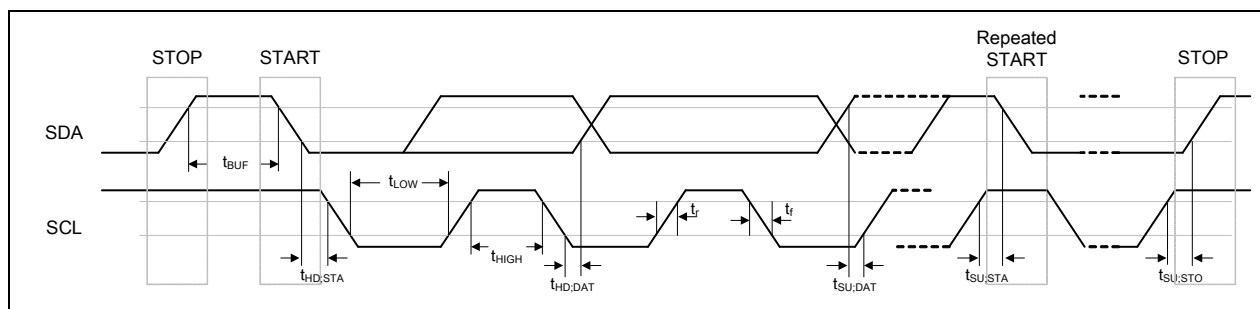 STOP START Repeated START STOP
SDA
tBUF
tLOW
SCL
tr tf
tHIGH
tHD;STA tHD;DAT tSU;DAT tSU;STA tSU;STO